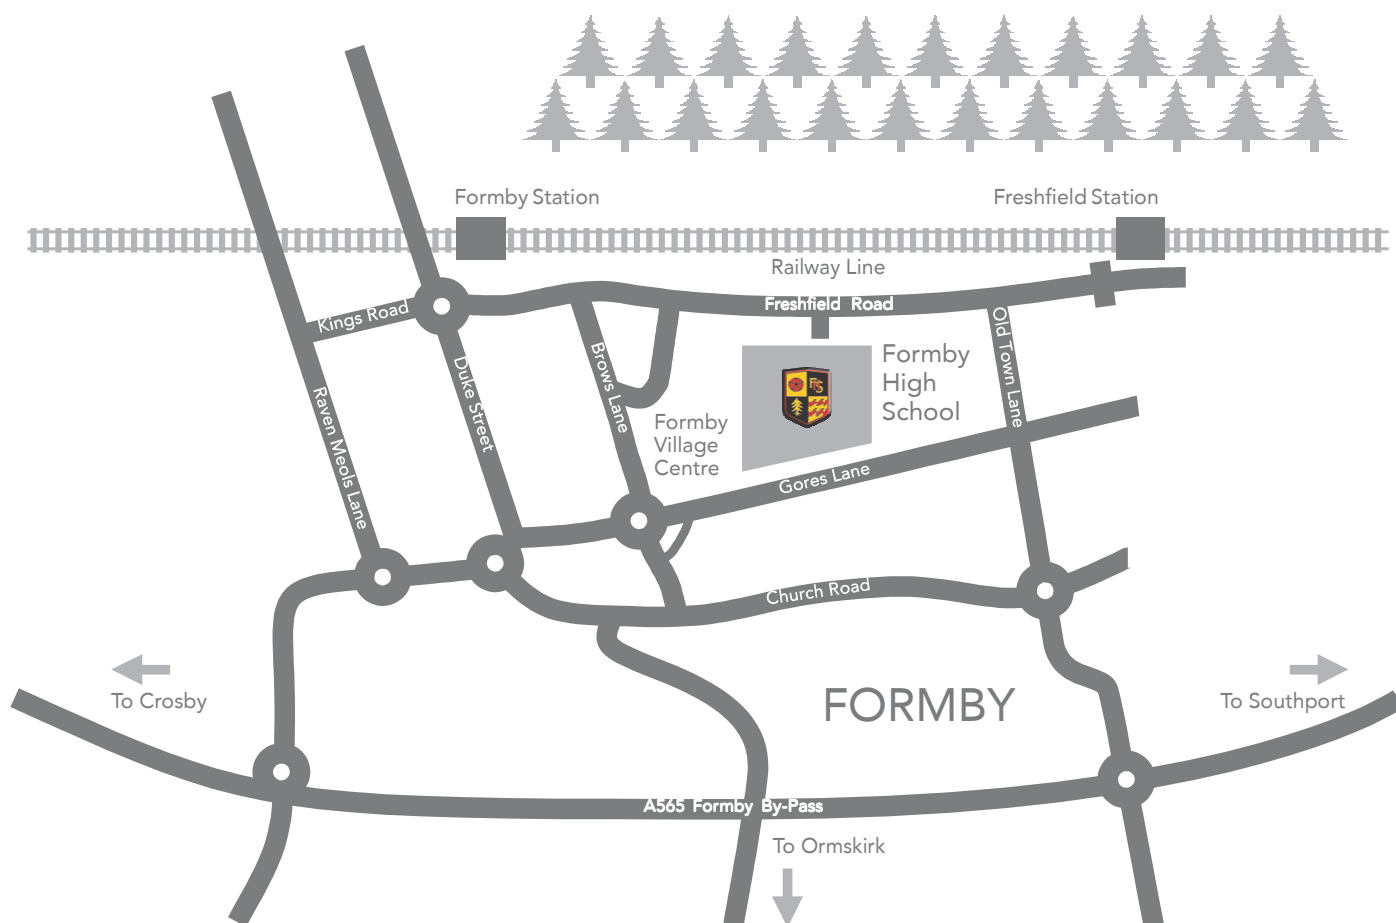 Formby Station
Freshfield Station
Railway Line
Freshfield Road
Kings Road
Old Town Lane
Brows Lane
Duke Street
Raven Meols Lane
Formby
High
School
FHS
Formby
Village
Centre
Gores Lane
Church Road
To Crosby
FORMBY
To Southport
A565 Formby By-Pass
To Ormskirk